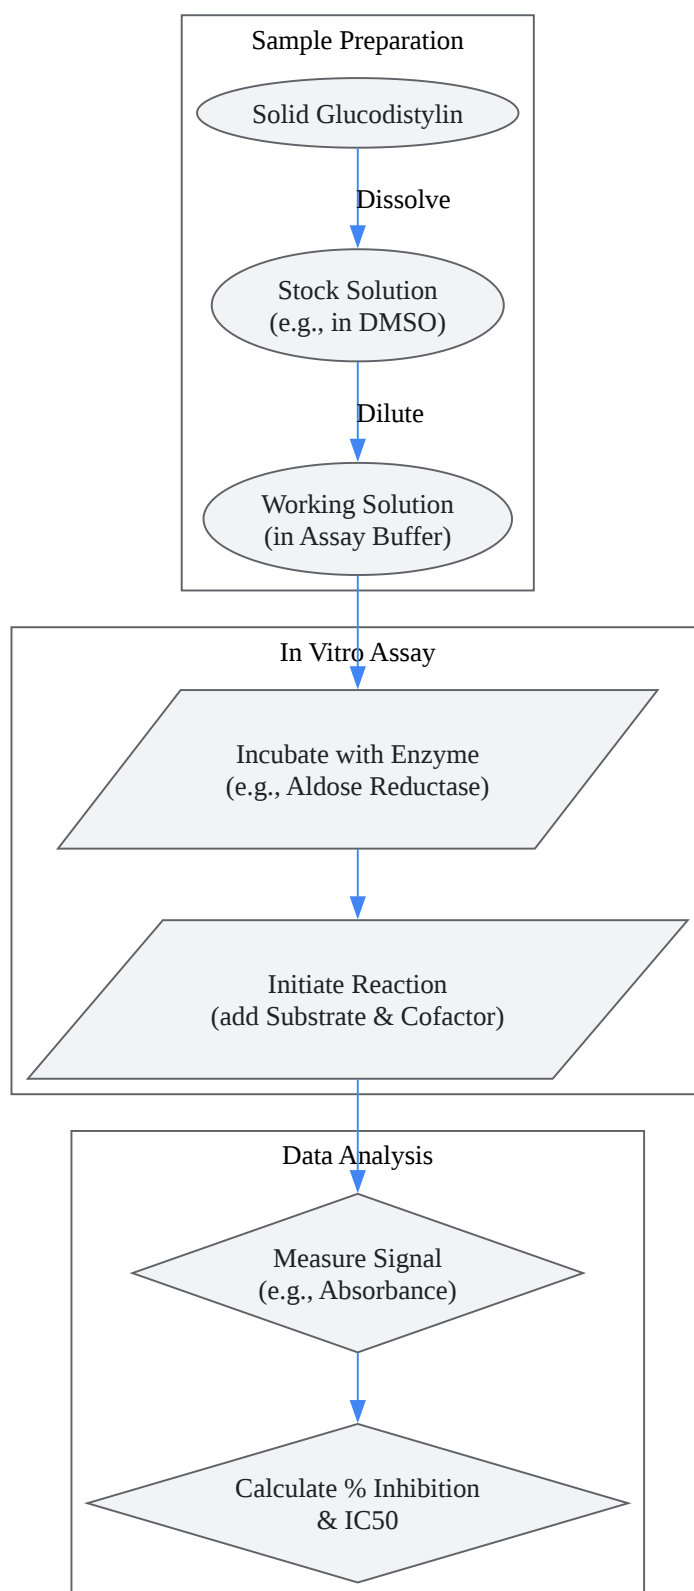 Sample Preparation
Solid Glucodistylin
Dissolve
Stock Solution
(e.g., in DMSO)
Dilute
Working Solution
(in Assay Buffer)
In Vitro Assay
Incubate with Enzyme
(e.g., Aldose Reductase)
Initiate Reaction
(add Substrate & Cofactor)
Data Analysis
Measure Signal
(e.g., Absorbance)
Calculate % Inhibition
& IC50